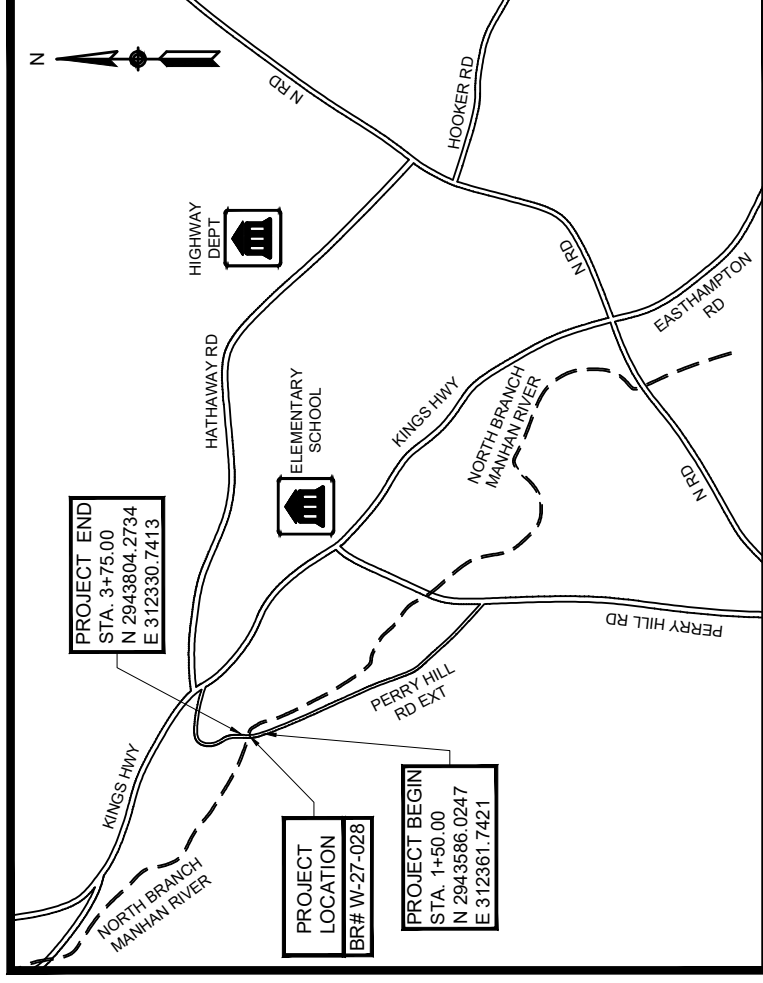 N
N RD
HOOKER RD
HIGHWAY
DEPT
HATHAWAY RD
N RD
EASTHAMPTON
RD
ELEMENTARY
SCHOOL
KINGS HWY
NORTH BRANCH
MANHAN RIVER
N RD
PROJECT END
STA. 3+75.00
N 2943804.2734
E 312330.7413
PERRY HILL RD
PERRY HILL
RD EXT
KINGS HWY
NORTH BRANCH
MANHAN RIVER
PROJECT
LOCATION
BR# W-27-028
PROJECT BEGIN
STA. 1+50.00
N 2943586.0247
E 312361.7421